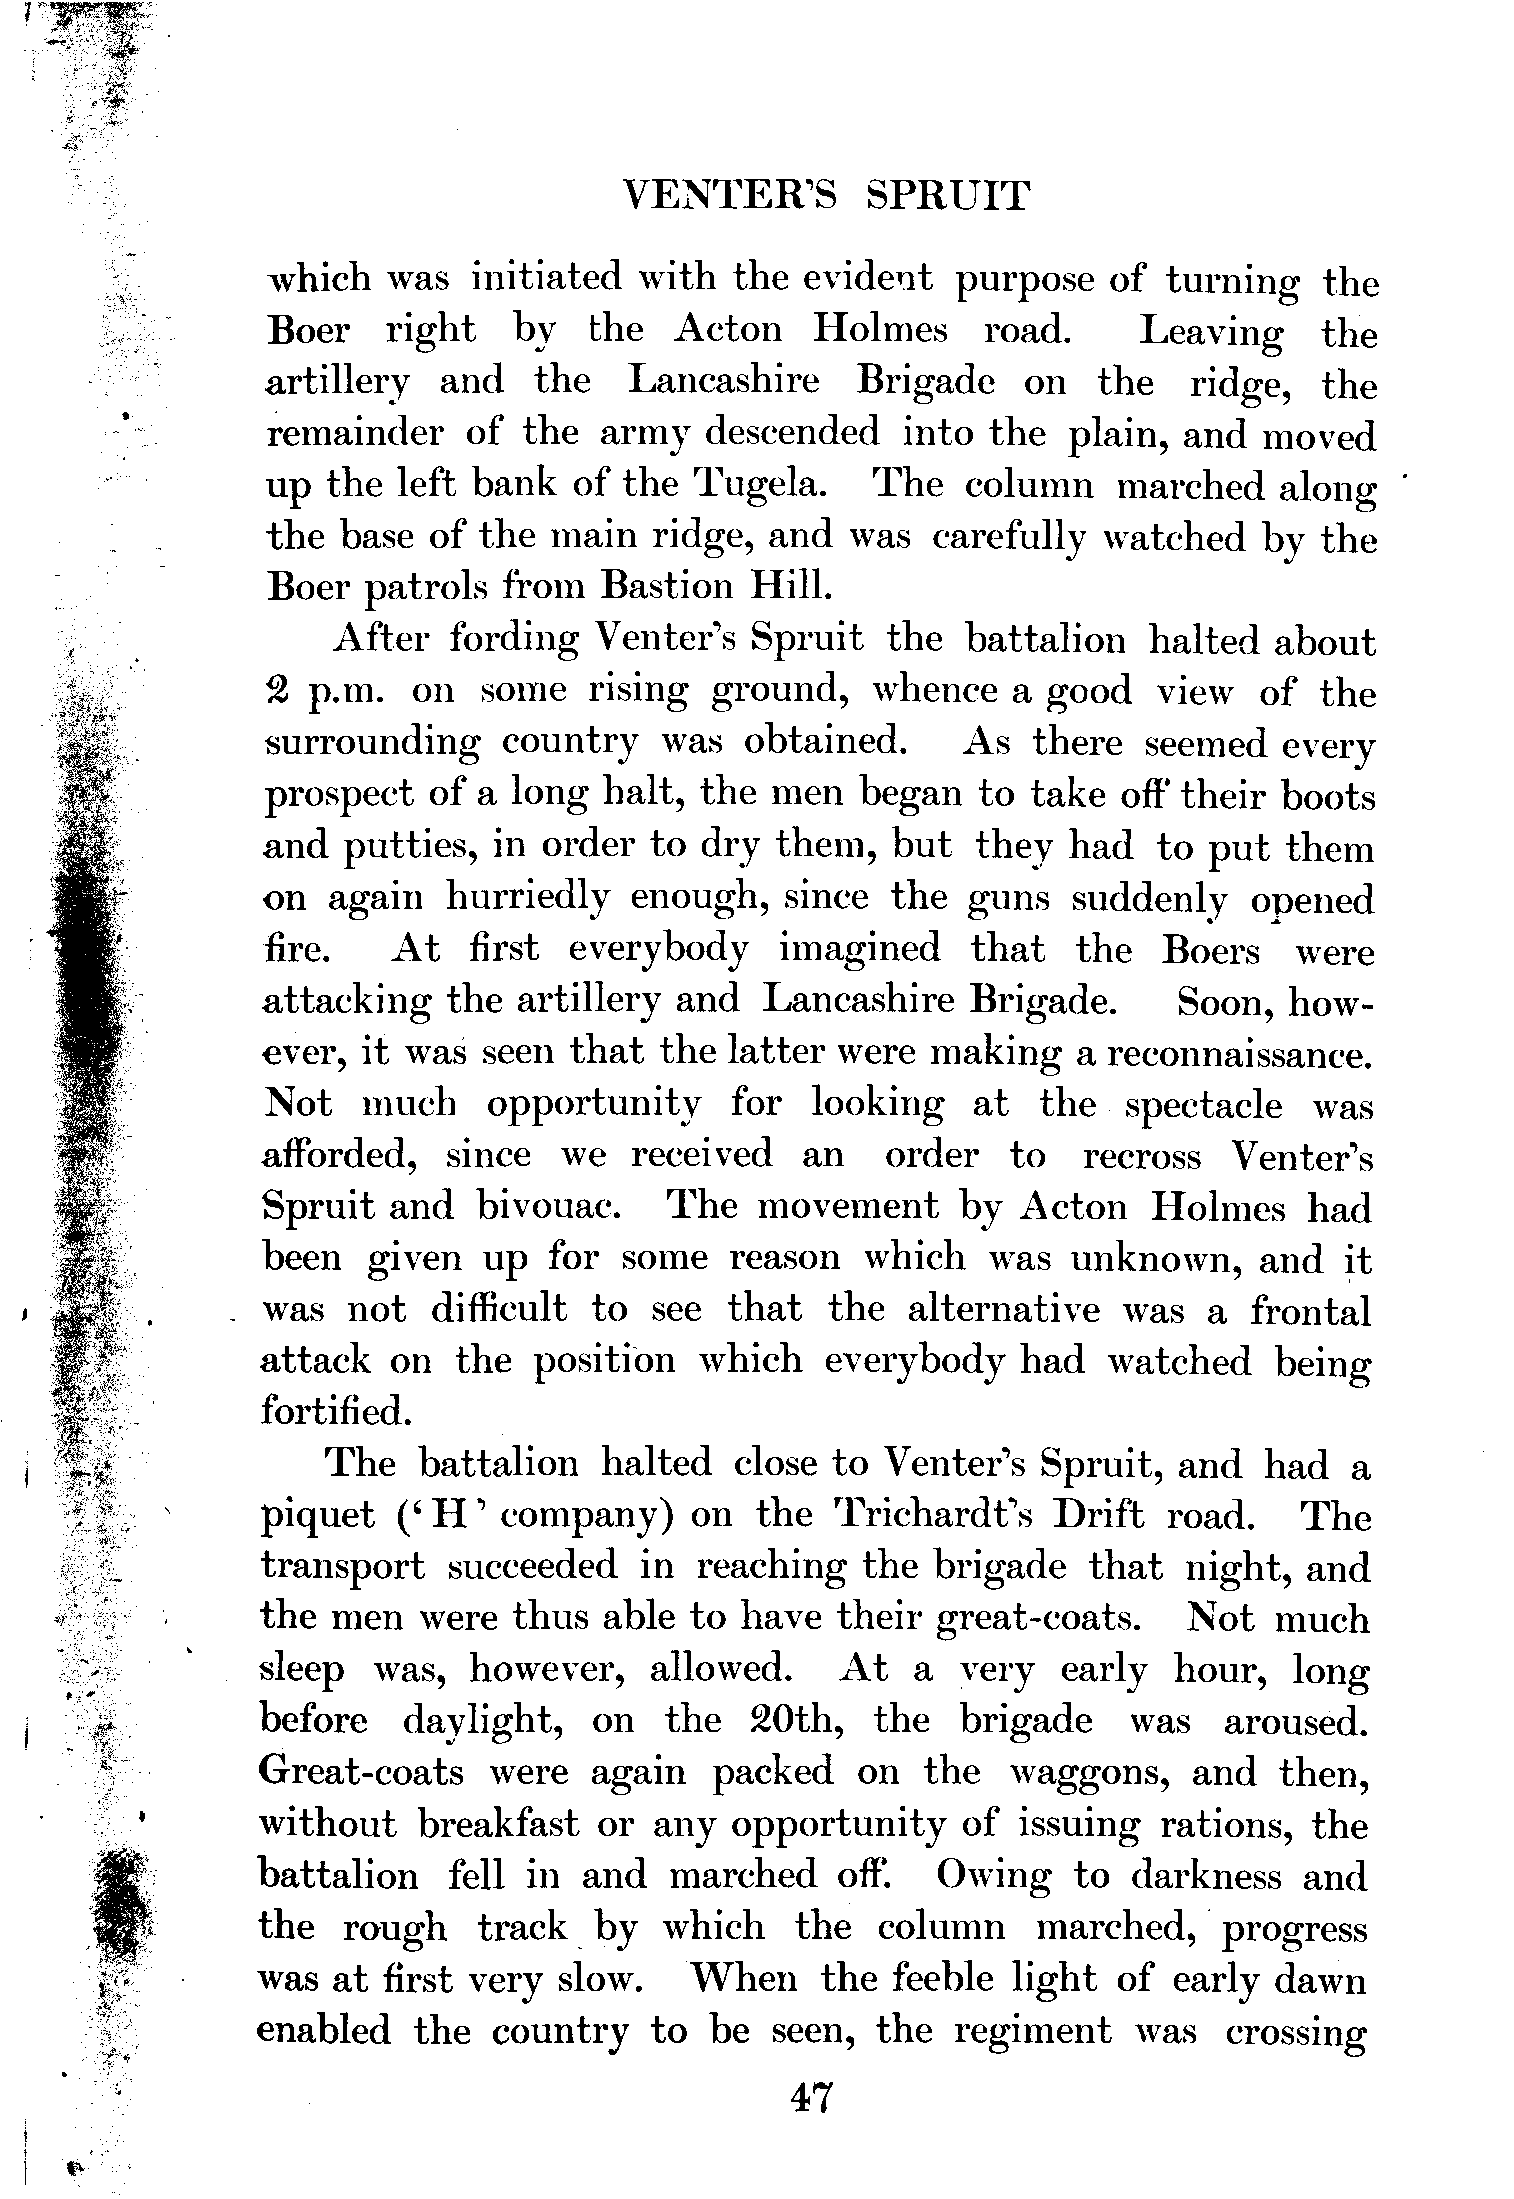 VENTER'S SPRUIT
which was initiated with the evident purpose of turning the
Boer right by the Acton Holmes road. Leaving the
artillery and the Lancashire Brigade on the ridge, the
remainder of the army descended into the plain, and moved
up the left bank of the Tugela. The column marched along
the base of the main ridge, and was carefully watched by the
Boer patrols from Bastion Hill.
After fording Venter's Spruit the battalion halted about
2 p.m. on some rising ground, whence a good view of the
surrounding country was obtained. As there seemed every
prospect of a long halt, the men began to take off their boots
and putties, in order to dry them, but they had to put them
on again hurriedly enough, since the guns suddenly opened
fire. At first everybody imagined that the Boers were
attacking the artillery and Lancashire Brigade. Soon, how-
ever, it was seen that the latter were making a reconnaissance.
Not much opportunity for looking at the spectacle was
afforded, since we received an order to recross Venter's
Spruit and bivouac. The movement by Acton Holmes had
been given up for some reason which was unknown, and it
was not difficult to see that the alternative was a frontal
attack on the position which everybody had watched being
fortified.
The battalion halted close to Venter's Spruit, and had a
piquet ('H' company) on the Trichardt's Drift road. The
transport succeeded in reaching the brigade that night, and
the men were thus able to have their great-coats. Not much
sleep was, however, allowed. At a very early hour, long
before daylight, on the 20th, the brigade was aroused.
Great-coats were again packed on the waggons, and then,
without breakfast or any opportunity of issuing rations, the
battalion fell in and marched off. Owing to darkness and
the rough track by which the column marched, progress
was at first very slow. When the feeble light of early dawn
enabled the country to be seen, the regiment was crossing
47